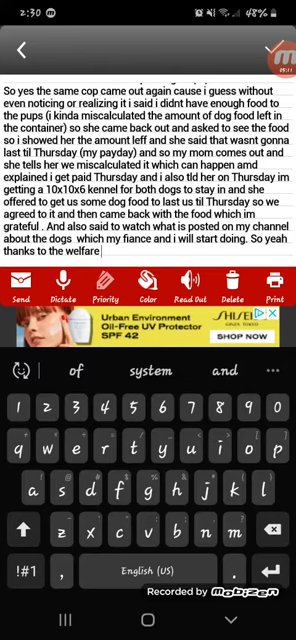 2:30
48%
05:11
So yes the same cop came out again cause i guess without
even noticing or realizing it i said i didnt have enough food to
the pups (i kinda miscalculated the amount of dog food left in
the container) so she came back out and asked to see the food
so i showed her the amount leff and she said that wasnt gonna
last til Thursday (my payday) and so my mom comes out and
she tells her we miscalculated it which can happen amd
explained i get paid Thursday and i also tld her on Thursday im
getting a 10x10x6 kennel for both dogs to stay in and she
offered to get us some dog food to last us til Thursday so we
agreed to it and then came back with the food which im
grateful . And also said to watch what is posted on my channel
about the dogs which my fiance and i will start doing. So yeah
thanks to the welfare
Send Dictate Priority Color Read Out Delete Print
Urban Environment
Oil-Free UV Protector
SPF 42
SHISEIDO
SHOP NOW
of system and
1 2 3 4 5 6 7 8 9 0
q w e r t y u i o p
a s d f g h j k l
z x c v b n m
!#1 , English (US) .
Recorded by mobizen